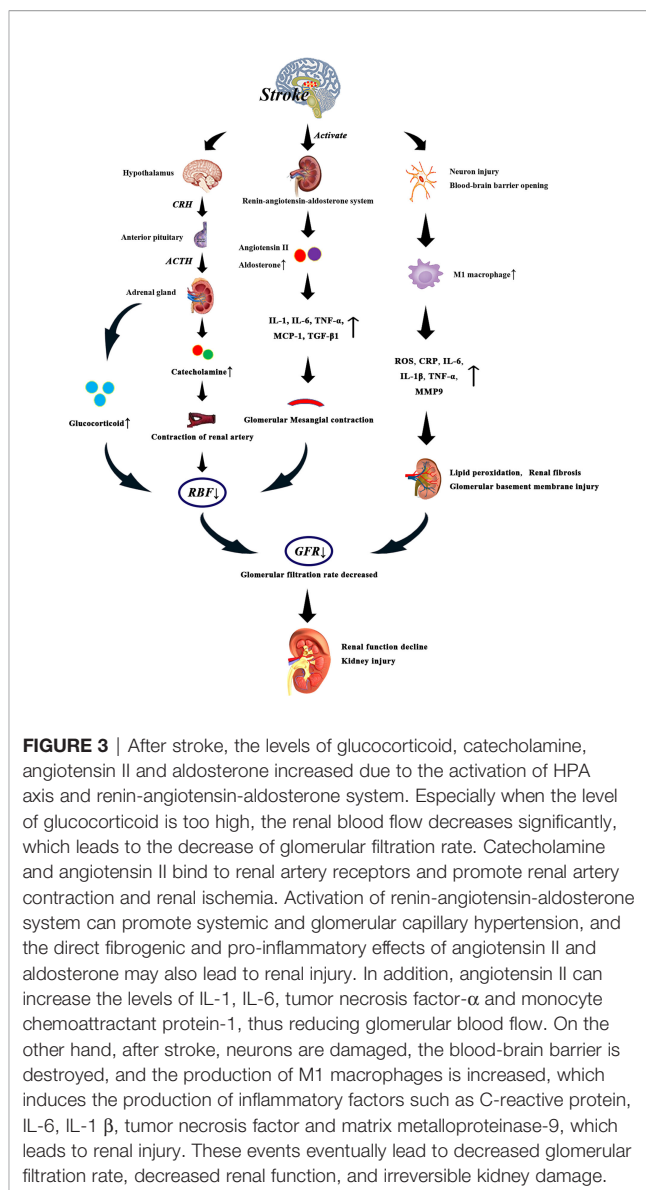 Stroke
Activate
Hypothalamus
Neuron injury
Blood-brain barrier opening
CRH
Renin-angiotensin-aldosterone system
Anterior pituitary
ACTH
Angiotensin II
Aldosterone↑
Adrenal gland
M1 macrophage↑
IL-1, IL-6, TNF-α,
MCP-1, TGF-β1 ↑
ROS, CRP, IL-6,
IL-1β, TNF-α, ↑
MMP9
Catecholamine↑
Glucocorticoid↑
Contraction of renal artery
Glomerular Mesangial contraction
Lipid peroxidation, Renal fibrosis
Glomerular basement membrane injury
RBF↓
GFR↓
Glomerular filtration rate decreased
Renal function decline
Kidney injury
FIGURE 3 | After stroke, the levels of glucocorticoid, catecholamine,
angiotensin II and aldosterone increased due to the activation of HPA
axis and renin-angiotensin-aldosterone system. Especially when the level
of glucocorticoid is too high, the renal blood flow decreases significantly,
which leads to the decrease of glomerular filtration rate. Catecholamine
and angiotensin II bind to renal artery receptors and promote renal artery
contraction and renal ischemia. Activation of renin-angiotensin-aldosterone
system can promote systemic and glomerular capillary hypertension, and
the direct fibrogenic and pro-inflammatory effects of angiotensin II and
aldosterone may also lead to renal injury. In addition, angiotensin II can
increase the levels of IL-1, IL-6, tumor necrosis factor-α and monocyte
chemoattractant protein-1, thus reducing glomerular blood flow. On the
other hand, after stroke, neurons are damaged, the blood-brain barrier is
destroyed, and the production of M1 macrophages is increased, which
induces the production of inflammatory factors such as C-reactive protein,
IL-6, IL-1 β, tumor necrosis factor and matrix metalloproteinase-9, which
leads to renal injury. These events eventually lead to decreased glomerular
filtration rate, decreased renal function, and irreversible kidney damage.